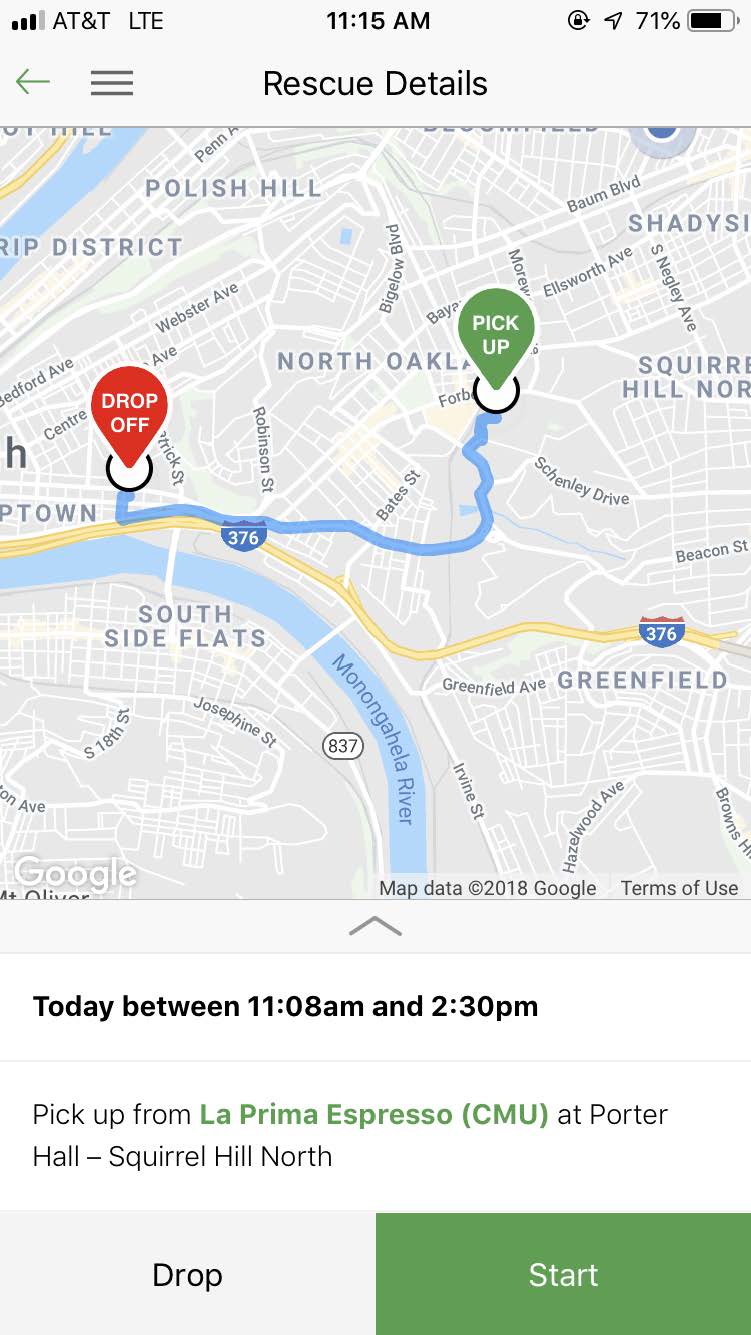 AT&T LTE 11:15 AM 71%
Rescue Details
Penn A
POLISH HILL
Baum Blvd
SHADYSI
RIP DISTRICT
Bigelow Blvd
Morew
Ellsworth Ave
S Negley Ave
Webster Ave
Baya
PICK
UP
Ave
NORTH OAKLA
SQUIRRE
HILL NOR
Bedford Ave
DROP
OFF
Forbe
Centre
Robinson St
trick St
h
Schenley Drive
Bates St
PTOWN
376
Beacon St
SOUTH
SIDE FLATS
376
Monongahela River
Greenfield Ave
GREENFIELD
Josephine St
S 18th St
837
Irvine St
Hazelwood Ave
Browns H
on Ave
Google
Map data ©2018 Google Terms of Use
Today between 11:08am and 2:30pm
Pick up from La Prima Espresso (CMU) at Porter
Hall – Squirrel Hill North
Drop Start